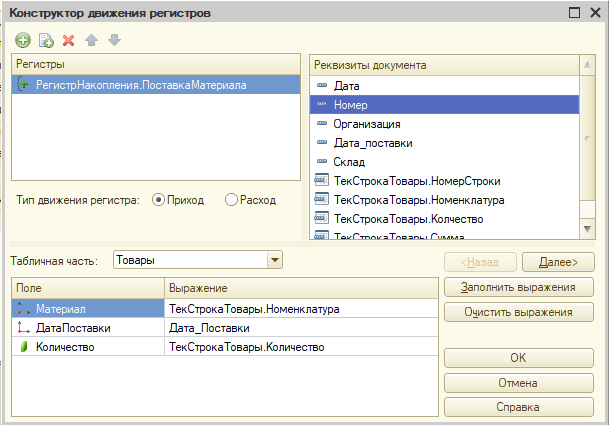 Конструктор движения регистров
Регистры
РегистрНакопления.ПоставкаМатериала
Реквизиты документа
Дата
Номер
Организация
Дата_поставки
Склад
ТекСтрокаТовары.НомерСтроки
ТекСтрокаТовары.Номенклатура
ТекСтрокаТовары.Колчество
ТекСтрокаТовары.Сумма
Тип движения регистра: Приход Расход
Табличная часть: Товары
<Назад Далее>
Поле Выражение
Материал ТекСтрокаТовары.Номенклатура
ДатаПоставки Дата_Поставки
Количество ТекСтрокаТовары.Количество
Заполнить выражения
Очистить выражения
OK
Отмена
Справка